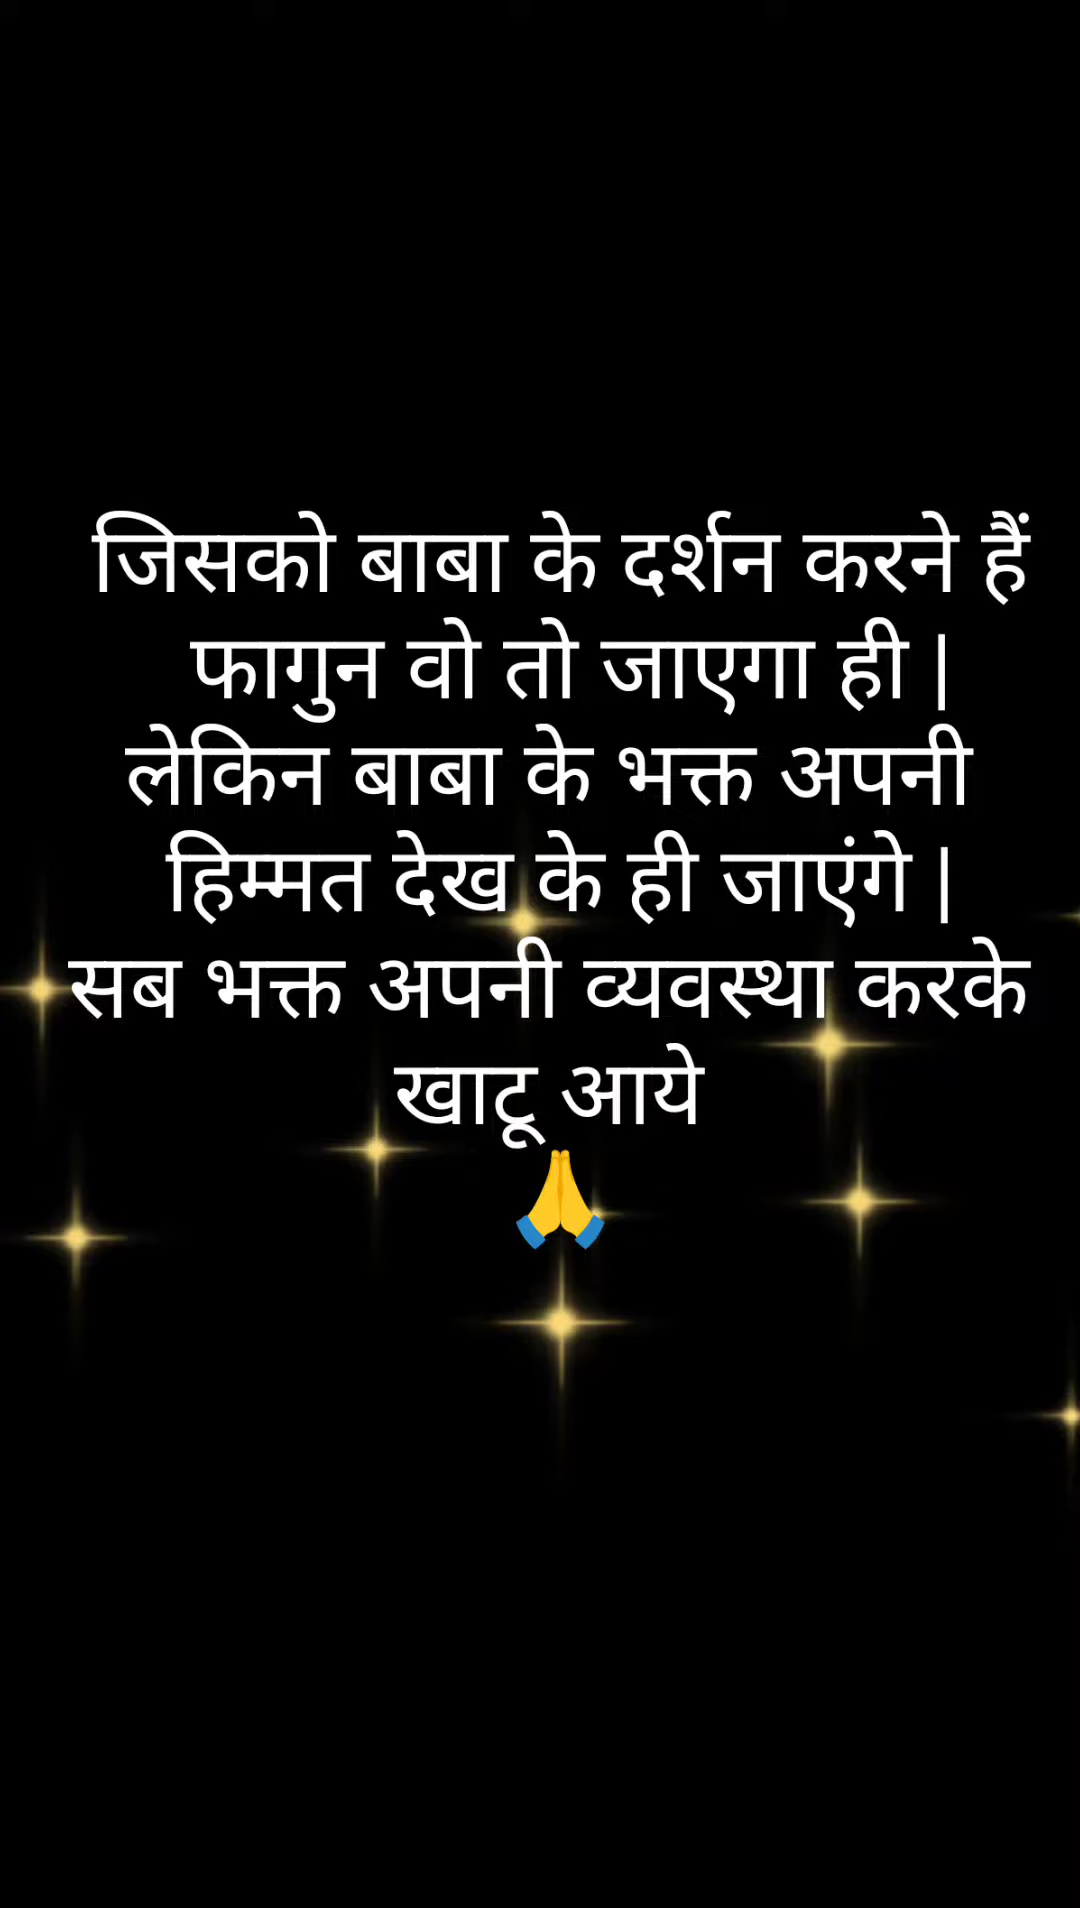 जिसको बाबा के दर्शन करने हैं
फागुन वो तो जाएगा ही |
लेकिन बाबा के भक्त अपनी
हिम्मत देख के ही जाएंगे |
सब भक्त अपनी व्यवस्था करके
खाटू आये
🙏